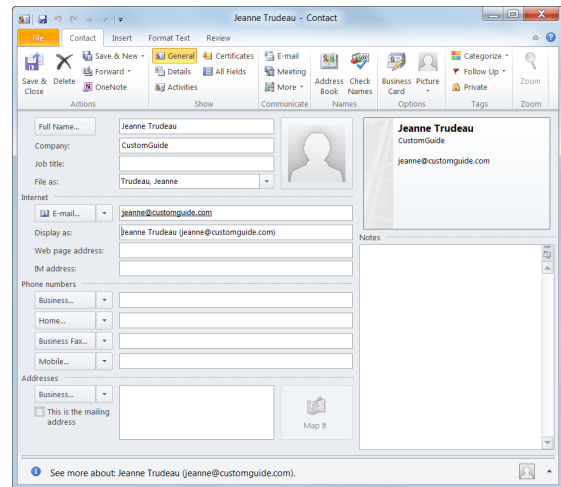 Jeanne Trudeau - Contact
File Contact Insert Format Text Review
Save & Close
Delete
Save & New
Forward
OneNote
Actions
General
Details
Activities
Certificates
All Fields
Show
E-mail
Meeting
More
Communicate
Address Book
Check Names
Names
Business Card
Picture
Options
Categorize
Follow Up
Private
Tags
Zoom
Zoom
Full Name... Jeanne Trudeau
Company: CustomGuide
Job title:
File as: Trudeau, Jeanne
Jeanne Trudeau
CustomGuide
jeanne@customguide.com
Internet
E-mail... jeanne@customguide.com
Display as: Jeanne Trudeau (jeanne@customguide.com)
Web page address:
IM address:
Notes
Phone numbers
Business...
Home...
Business Fax...
Mobile...
Addresses
Business...
This is the mailing
address
Map It
See more about: Jeanne Trudeau (jeanne@customguide.com).